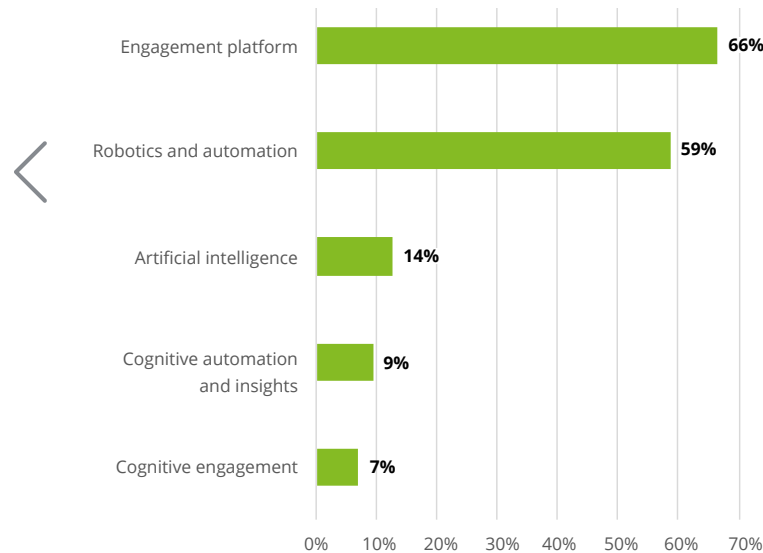 Engagement platform
66%
Robotics and automation
59%
Artificial intelligence
14%
Cognitive automation
and insights
9%
Cognitive engagement
7%
0% 10% 20% 30% 40% 50% 60% 70%